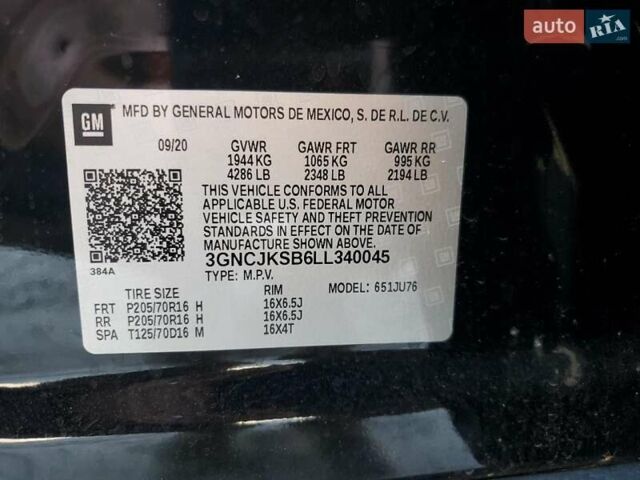 auto RIA .com
GM
MFD BY GENERAL MOTORS DE MEXICO, S. DE R.L. DE C.V.
09/20 GVWR GAWR FRT GAWR RR
1944 KG 1065 KG 995 KG
4286 LB 2348 LB 2194 LB
THIS VEHICLE CONFORMS TO ALL
APPLICABLE U.S. FEDERAL MOTOR
VEHICLE SAFETY AND THEFT PREVENTION
STANDARDS IN EFFECT ON THE DATE OF
MANUFACTURE SHOWN ABOVE.
3GNCJKSB6LL340045
384A
TYPE: M.P.V.
TIRE SIZE RIM MODEL: 651JU76
FRT P205/70R16 H 16X6.5J
RR P205/70R16 H 16X6.5J
SPA T125/70D16 M 16X4T